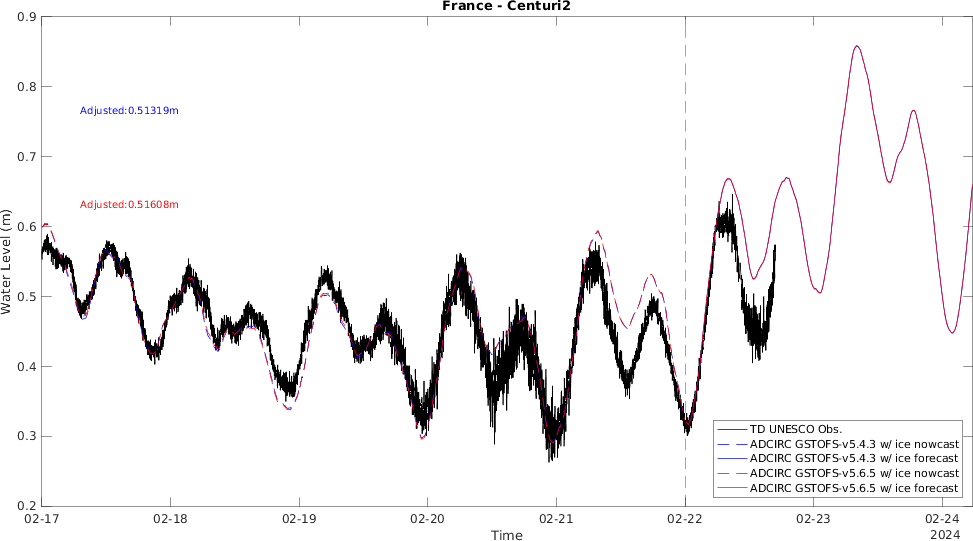 France - Centuri2
0.9
0.8
0.7
0.6
0.5
0.4
0.3
0.2
Water Level (m)
Adjusted:0.51319m
Adjusted:0.51608m
TD UNESCO Obs.
ADCIRC GSTOFS-v5.4.3 w/ ice nowcast
ADCIRC GSTOFS-v5.4.3 w/ ice forecast
ADCIRC GSTOFS-v5.6.5 w/ ice nowcast
ADCIRC GSTOFS-v5.6.5 w/ ice forecast
02-17 02-18 02-19 02-20 02-21 02-22 02-23 02-24
Time
2024